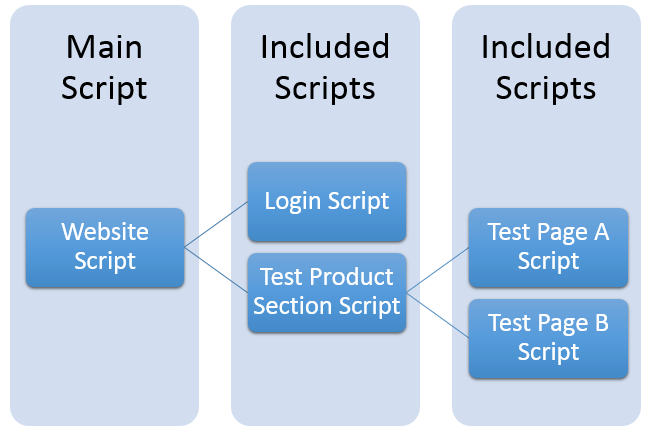 Main
Script
Included
Scripts
Included
Scripts
Website
Script
Login Script
Test Product
Section Script
Test Page A
Script
Test Page B
Script